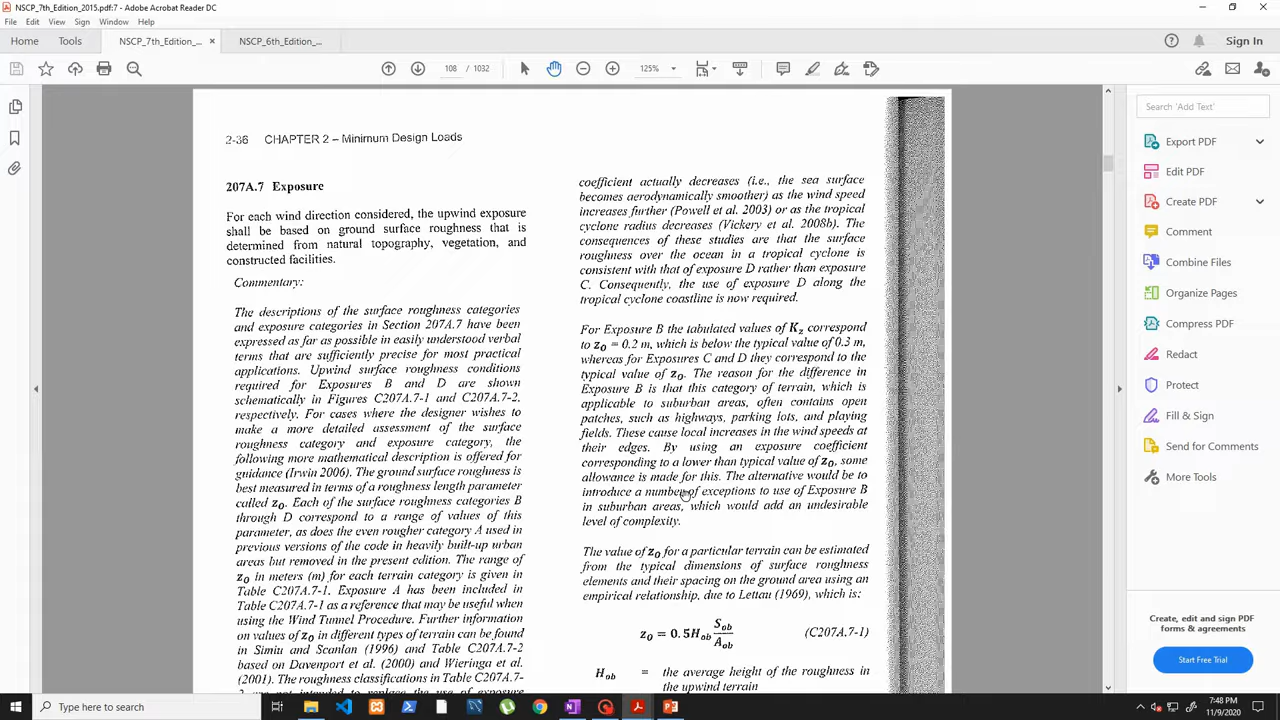 NSCP_7th_Edition_2015.pdf:7 - Adobe Acrobat Reader DC
File Edit View Sign Window Help
Home Tools NSCP_7th_Edition_... × NSCP_6th_Edition_...
Sign In
108 / 1032 125%
2-36 CHAPTER 2 – Minimum Design Loads
207A.7 Exposure
For each wind direction considered, the upwind exposure
shall be based on ground surface roughness that is
determined from natural topography, vegetation, and
constructed facilities.
Commentary:
The descriptions of the surface roughness categories
and exposure categories in Section 207A.7 have been
expressed as far as possible in easily understood verbal
terms that are sufficiently precise for most practical
applications. Upwind surface roughness conditions
required for Exposures B and D are shown
schematically in Figures C207A.7-1 and C207A.7-2,
respectively. For cases where the designer wishes to
make a more detailed assessment of the surface
roughness category and exposure category, the
following more mathematical description is offered for
guidance (Irwin 2006). The ground surface roughness is
best measured in terms of a roughness length parameter
called z₀. Each of the surface roughness categories B
through D correspond to a range of values of this
parameter, as does the even rougher category A used in
previous versions of the code in heavily built-up urban
areas but removed in the present edition. The range of
z₀ in meters (m) for each terrain category is given in
Table C207A.7-1. Exposure A has been included in
Table C207A.7-1 as a reference that may be useful when
using the Wind Tunnel Procedure. Further information
on values of z₀ in different types of terrain can be found
in Simiu and Scanlan (1996) and Table C207A.7-2
based on Davenport et al. (2000) and Wieringa et al.
(2001). The roughness classifications in Table C207A.7-
2 are not intended to replace the use of exposure
coefficient actually decreases (i.e., the sea surface
becomes aerodynamically smoother) as the wind speed
increases further (Powell et al. 2003) or as the tropical
cyclone radius decreases (Vickery et al. 2008b). The
consequences of these studies are that the surface
roughness over the ocean in a tropical cyclone is
consistent with that of exposure D rather than exposure
C. Consequently, the use of exposure D along the
tropical cyclone coastline is now required.
For Exposure B the tabulated values of K_z correspond
to z₀ = 0.2 m, which is below the typical value of 0.3 m,
whereas for Exposures C and D they correspond to the
typical value of z₀. The reason for the difference in
Exposure B is that this category of terrain, which is
applicable to suburban areas, often contains open
patches, such as highways, parking lots, and playing
fields. These cause local increases in the wind speeds at
their edges. By using an exposure coefficient
corresponding to a lower than typical value of z₀, some
allowance is made for this. The alternative would be to
introduce a number of exceptions to use of Exposure B
in suburban areas, which would add an undesirable
level of complexity.
The value of z₀ for a particular terrain can be estimated
from the typical dimensions of surface roughness
elements and their spacing on the ground area using an
empirical relationship, due to Lettau (1969), which is:
z₀ = 0.5H_ob S_ob / A_ob (C207A.7-1)
H_ob = the average height of the roughness in
the upwind terrain
Search 'Add Text'
Export PDF
Edit PDF
Create PDF
Comment
Combine Files
Organize Pages
Compress PDF
Redact
Protect
Fill & Sign
Send for Comments
More Tools
Create, edit and sign PDF
forms & agreements
Start Free Trial
Type here to search
7:48 PM
11/9/2020